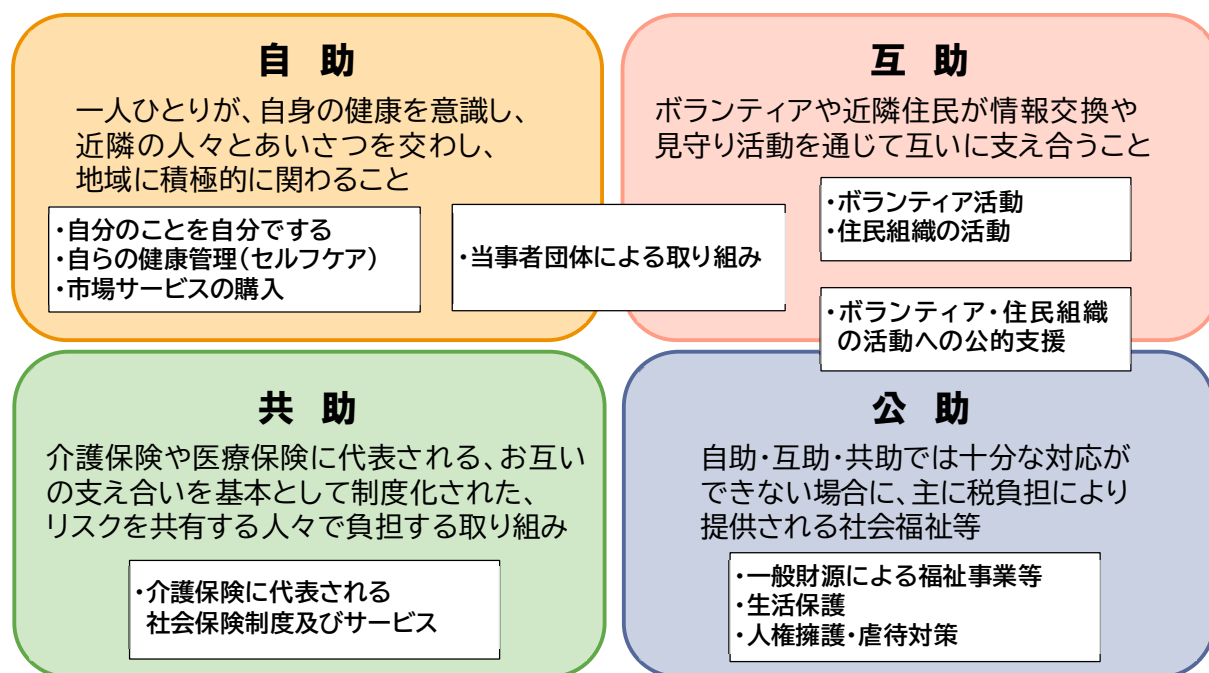 自 助
一人ひとりが、自身の健康を意識し、
近隣の人々とあいさつを交わし、
地域に積極的に関わること
・自分のことを自分でする
・自らの健康管理(セルフケア)
・市場サービスの購入
・当事者団体による取り組み
互 助
ボランティアや近隣住民が情報交換や
見守り活動を通じて互いに支え合うこと
・ボランティア活動
・住民組織の活動
・ボランティア・住民組織
の活動への公的支援
共 助
介護保険や医療保険に代表される、お互い
の支え合いを基本として制度化された、
リスクを共有する人々で負担する取り組み
・介護保険に代表される
社会保険制度及びサービス
公 助
自助・互助・共助では十分な対応が
できない場合に、主に税負担により
提供される社会福祉等
・一般財源による福祉事業等
・生活保護
・人権擁護・虐待対策